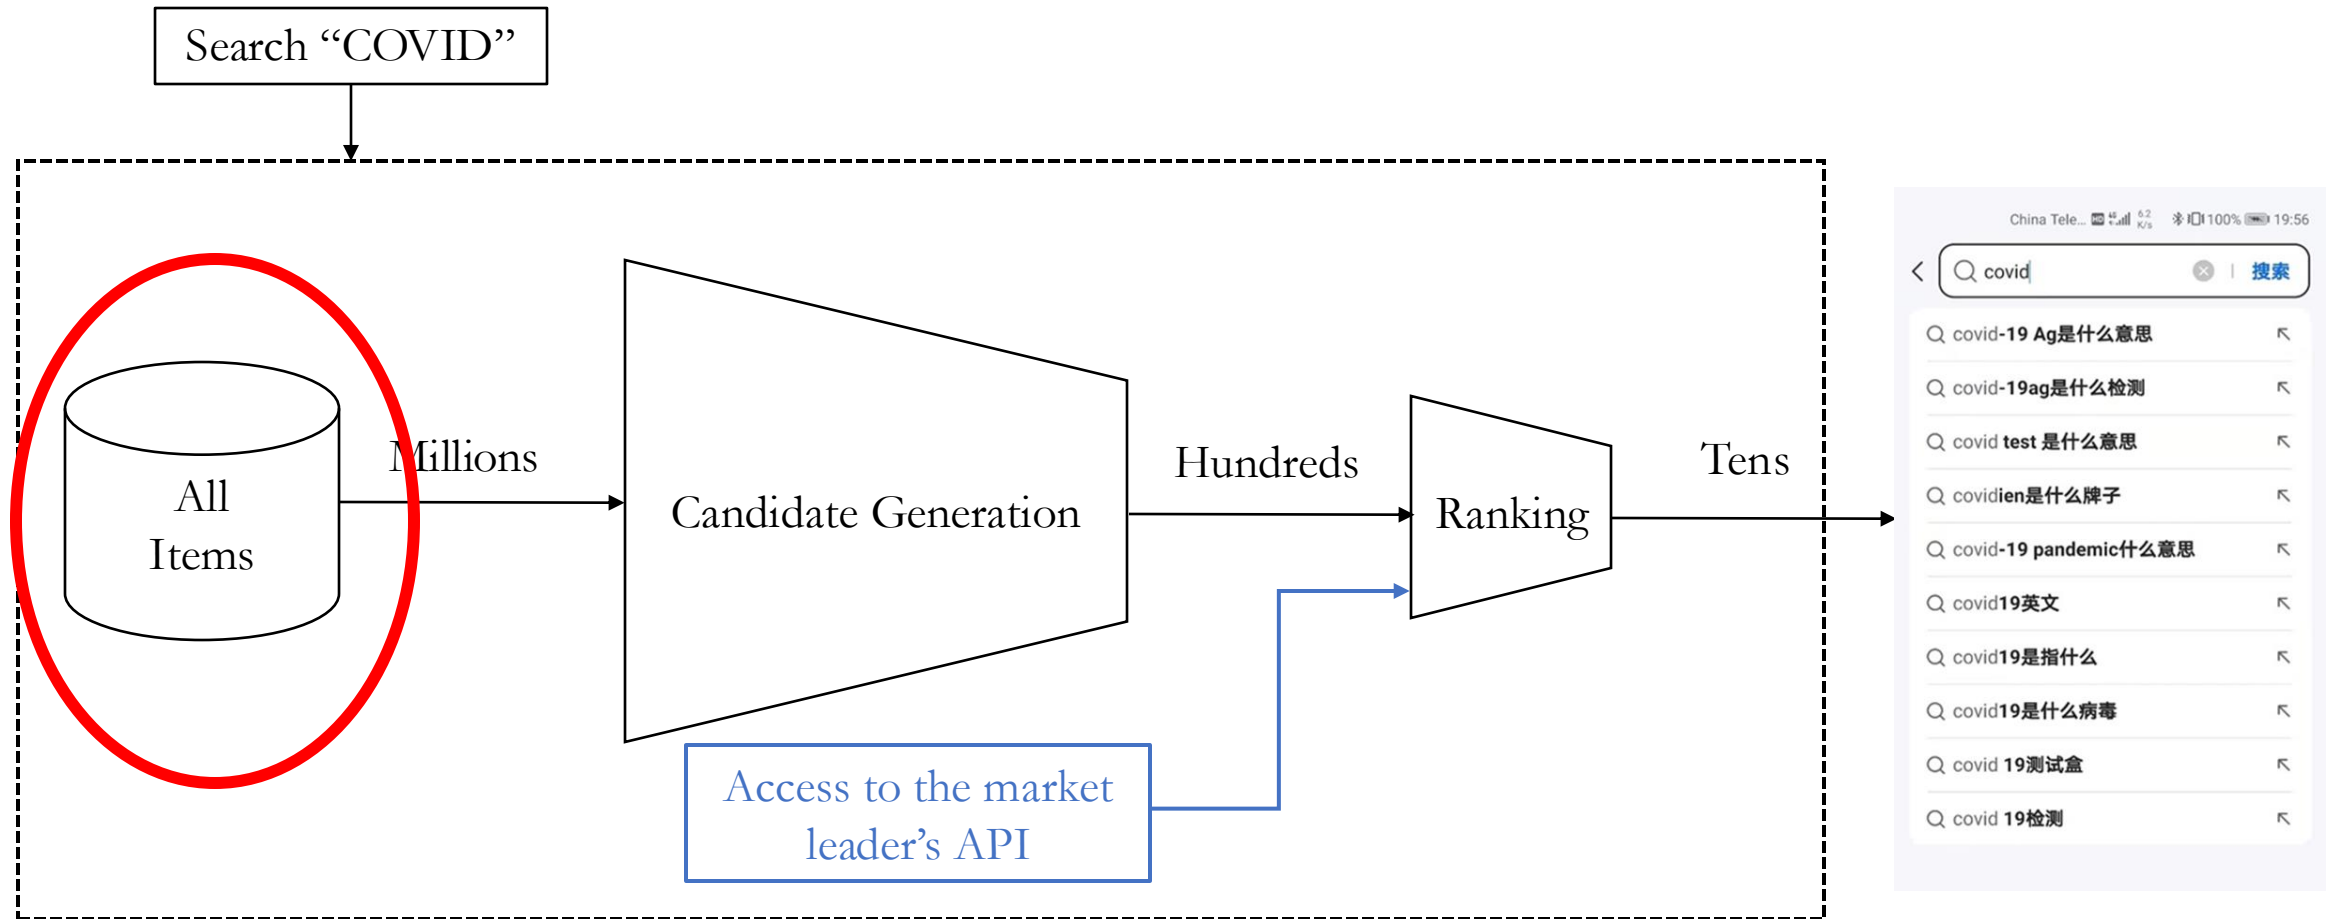 Search “COVID”
All
Items
Millions
Candidate Generation
Hundreds
Ranking
Tens
Access to the market
leader’s API
China Tele... HD 6.2 K/s 100% 19:56
covid 搜索
covid-19 Ag是什么意思
covid-19ag是什么检测
covid test 是什么意思
covidien是什么牌子
covid-19 pandemic什么意思
covid19英文
covid19是指什么
covid19是什么病毒
covid 19测试盒
covid 19检测